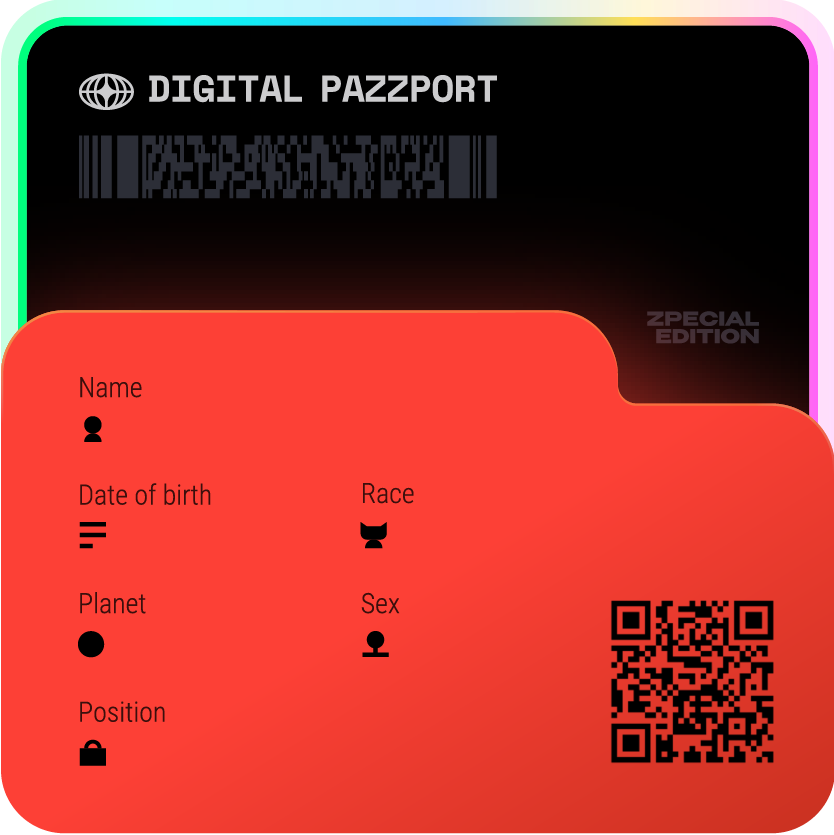 DIGITAL PAZZPORT
ZPECIAL
EDITION
Name
Date of birth
Race
Planet
Sex
Position